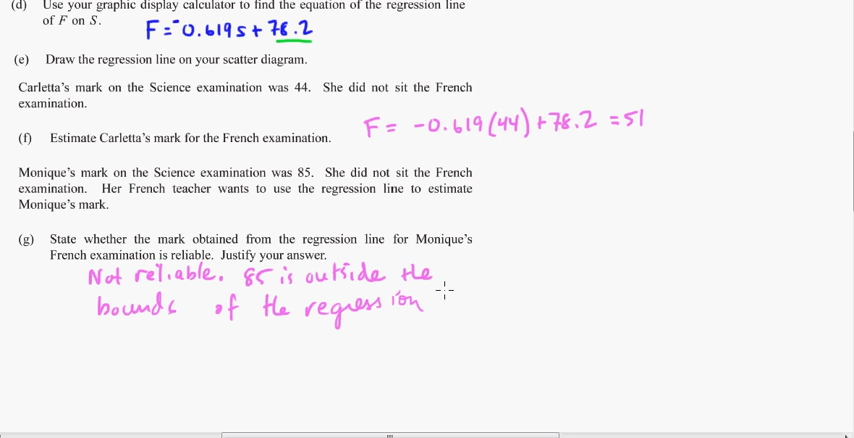 (d) Use your graphic display calculator to find the equation of the regression line
of F on S.
F = -0.619s + 78.2
(e) Draw the regression line on your scatter diagram.
Carletta's mark on the Science examination was 44. She did not sit the French
examination.
F = -0.619(44) + 78.2 = 51
(f) Estimate Carletta's mark for the French examination.
Monique's mark on the Science examination was 85. She did not sit the French
examination. Her French teacher wants to use the regression line to estimate
Monique's mark.
(g) State whether the mark obtained from the regression line for Monique's
French examination is reliable. Justify your answer.
Not reliable. 85 is outside the
bounds of the regression